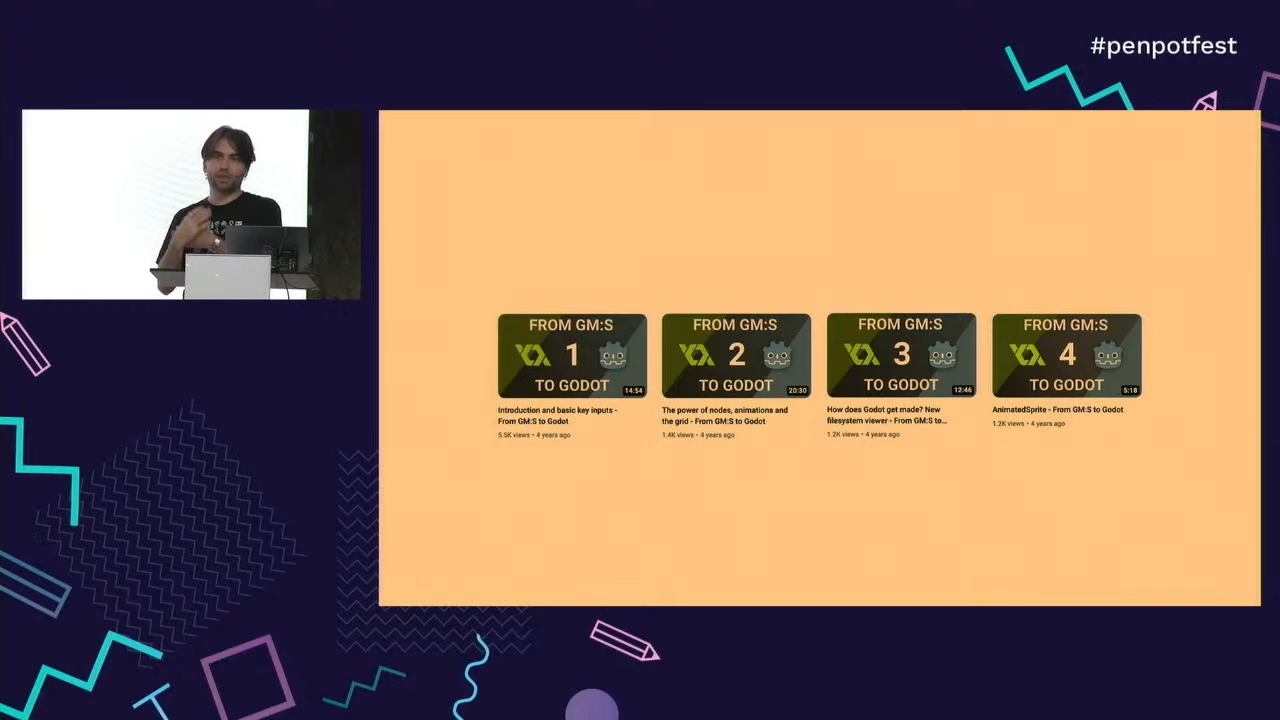 #penpotfest
FROM GM:S
1
TO GODOT
14:54
Introduction and basic key inputs -
From GM:S to Godot
5.5K views • 4 years ago
FROM GM:S
2
TO GODOT
20:30
The power of nodes, animations and
the grid - From GM:S to Godot
1.4K views • 4 years ago
FROM GM:S
3
TO GODOT
12:46
How does Godot get made? New
filesystem viewer - From GM:S to...
1.2K views • 4 years ago
FROM GM:S
4
TO GODOT
5:18
AnimatedSprite - From GM:S to Godot
1.2K views • 4 years ago